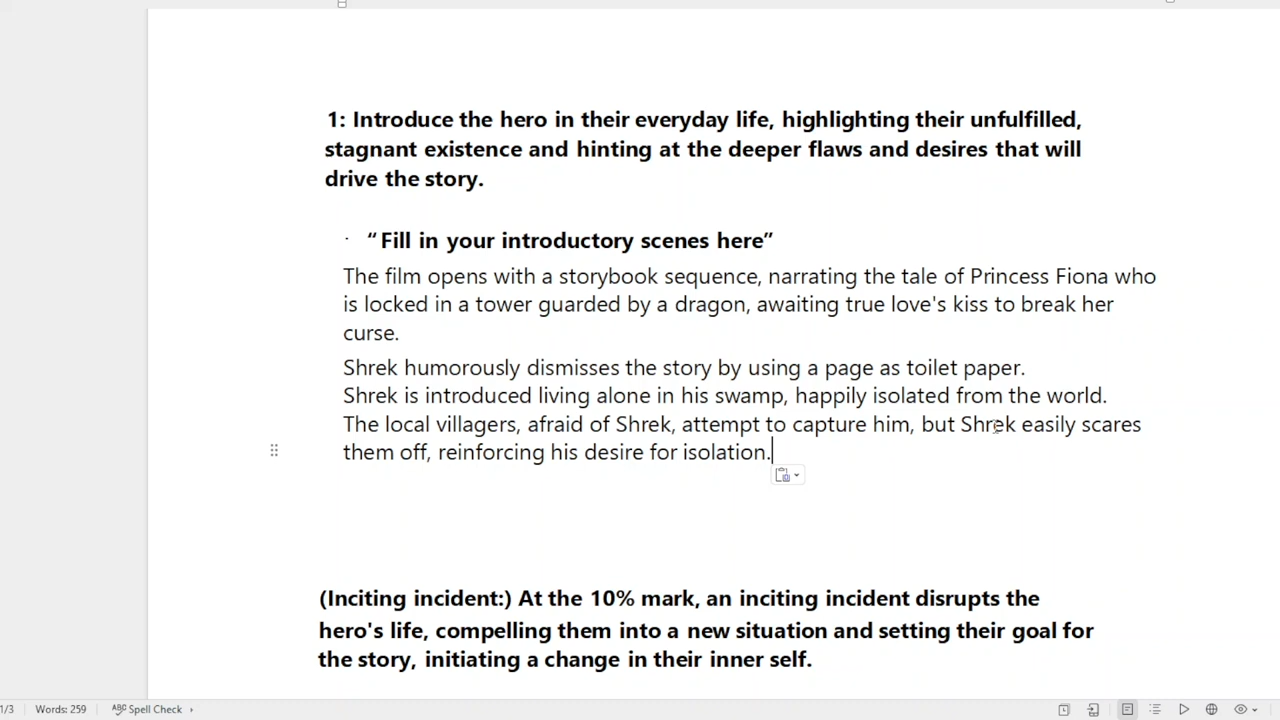 1: Introduce the hero in their everyday life, highlighting their unfulfilled,
stagnant existence and hinting at the deeper flaws and desires that will
drive the story.
· “Fill in your introductory scenes here”
The film opens with a storybook sequence, narrating the tale of Princess Fiona who
is locked in a tower guarded by a dragon, awaiting true love's kiss to break her
curse.
Shrek humorously dismisses the story by using a page as toilet paper.
Shrek is introduced living alone in his swamp, happily isolated from the world.
The local villagers, afraid of Shrek, attempt to capture him, but Shrek easily scares
them off, reinforcing his desire for isolation.
(Inciting incident:) At the 10% mark, an inciting incident disrupts the
hero's life, compelling them into a new situation and setting their goal for
the story, initiating a change in their inner self.
1/3 Words: 259 ABC Spell Check